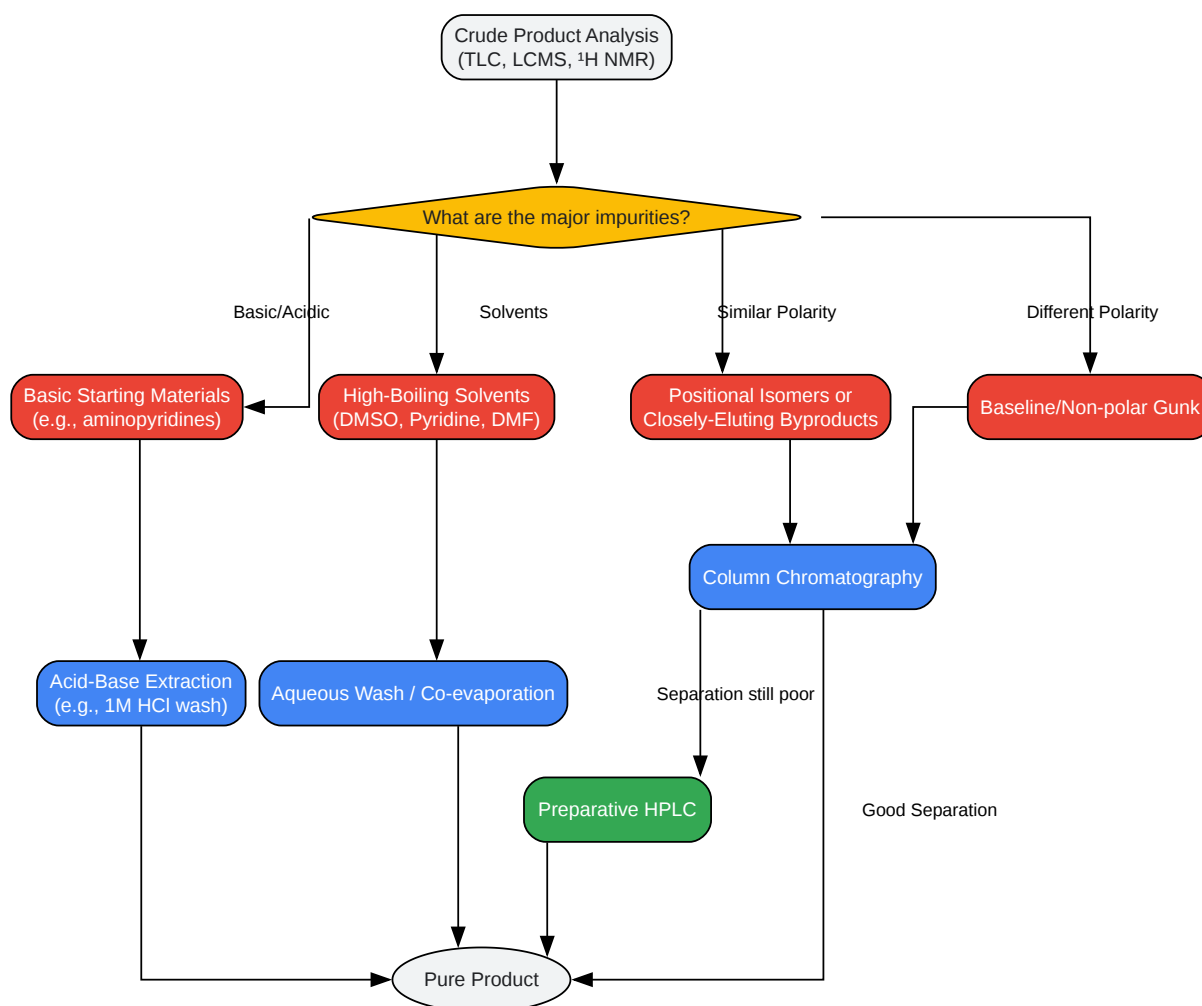 Crude Product Analysis
(TLC, LCMS, ¹H NMR)
What are the major impurities?
Basic/Acidic
Solvents
Similar Polarity
Different Polarity
Basic Starting Materials
(e.g., aminopyridines)
High-Boiling Solvents
(DMSO, Pyridine, DMF)
Positional Isomers or
Closely-Eluting Byproducts
Baseline/Non-polar Gunk
Column Chromatography
Acid-Base Extraction
(e.g., 1M HCl wash)
Aqueous Wash / Co-evaporation
Separation still poor
Preparative HPLC
Good Separation
Pure Product